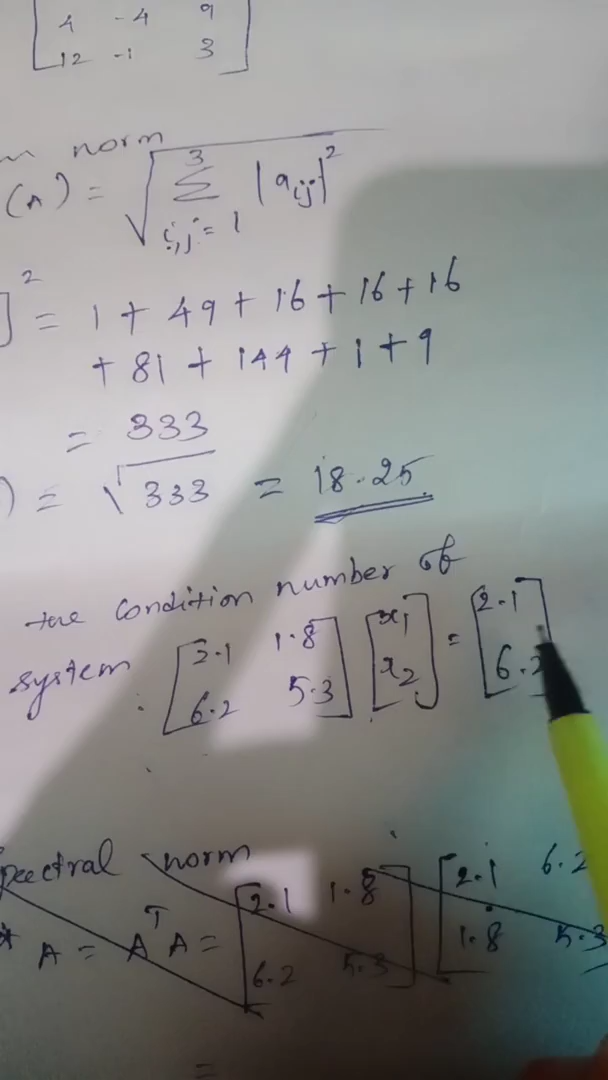 4 -4 9
12 -1 3
norm
(A) = √ 3 Σ i,j=1 |aij|²
]² = 1 + 49 + 16 + 16 + 16
+ 81 + 144 + 1 + 9
= 333
) = √333 = 18.25
the condition number of
system [2.1 1.8] [x1] = [2.1]
6.2 5.3 x2 6.2
norm
A = AᵀA = [2.1 1.8] [2.1 6.2
6.2 5.3 1.8 5.3
=